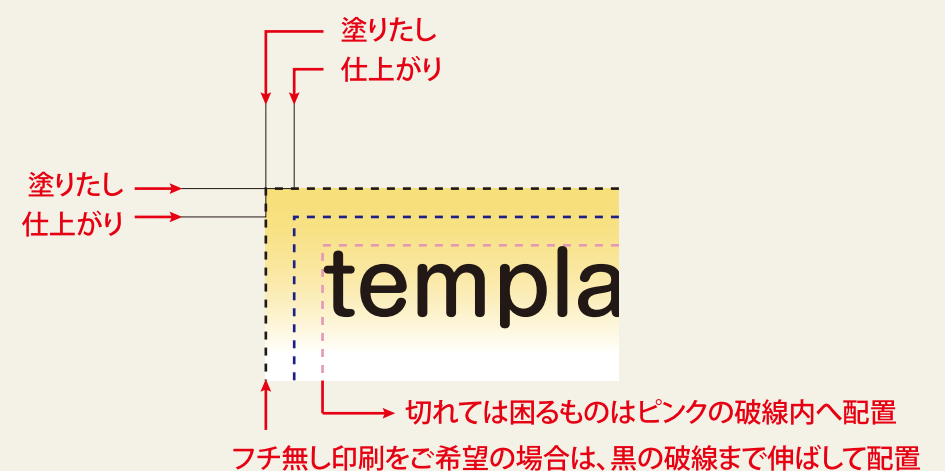 塗りたし
仕上がり
塗りたし
仕上がり
templa
切れては困るものはピンクの破線内へ配置
フチ無し印刷をご希望の場合は、黒の破線まで伸ばして配置